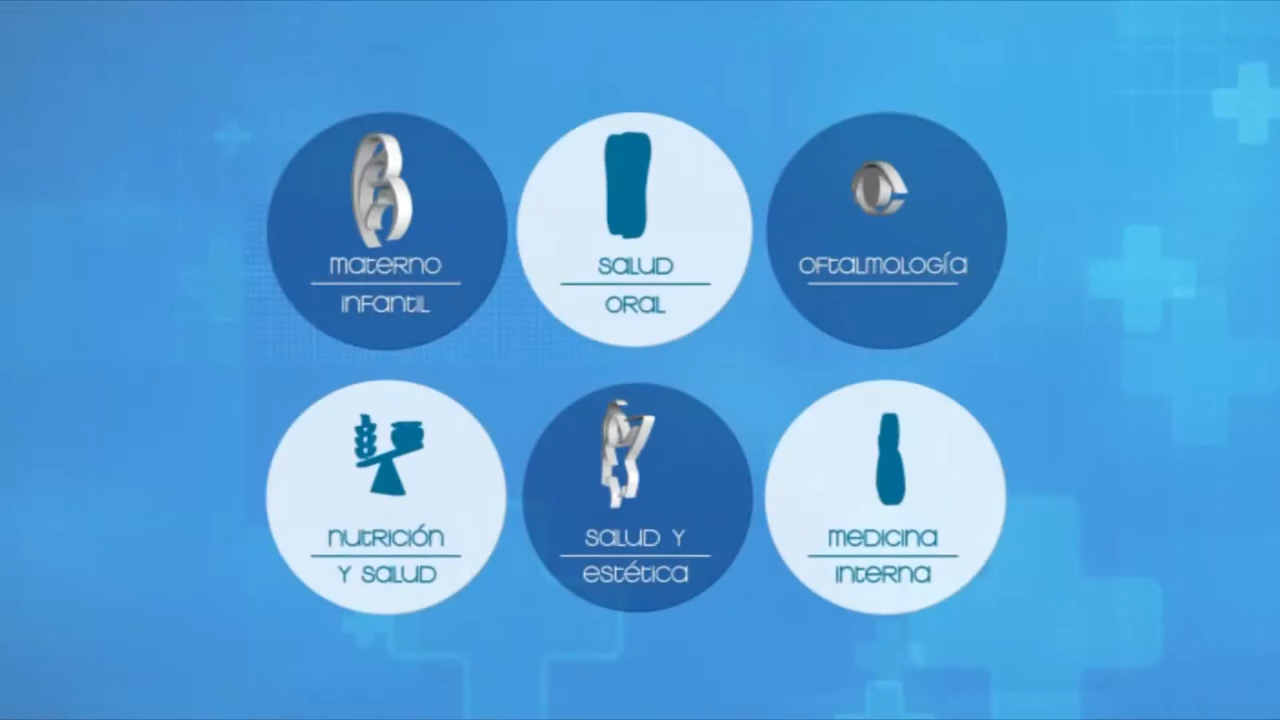 Materno
Infantil
Salud
Oral
Oftalmología
Nutrición
y Salud
Salud y
Estética
Medicina
Interna